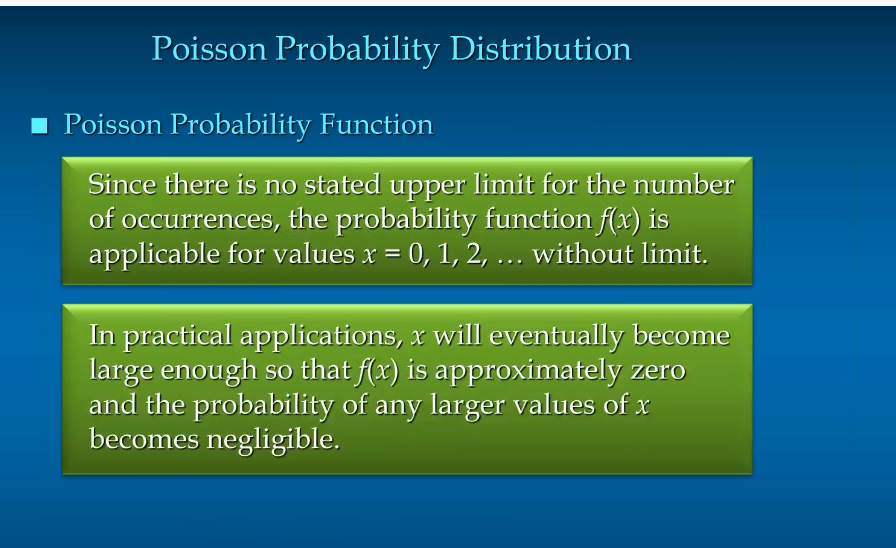 Poisson Probability Distribution
Poisson Probability Function
Since there is no stated upper limit for the number
of occurrences, the probability function f(x) is
applicable for values x = 0, 1, 2, … without limit.
In practical applications, x will eventually become
large enough so that f(x) is approximately zero
and the probability of any larger values of x
becomes negligible.